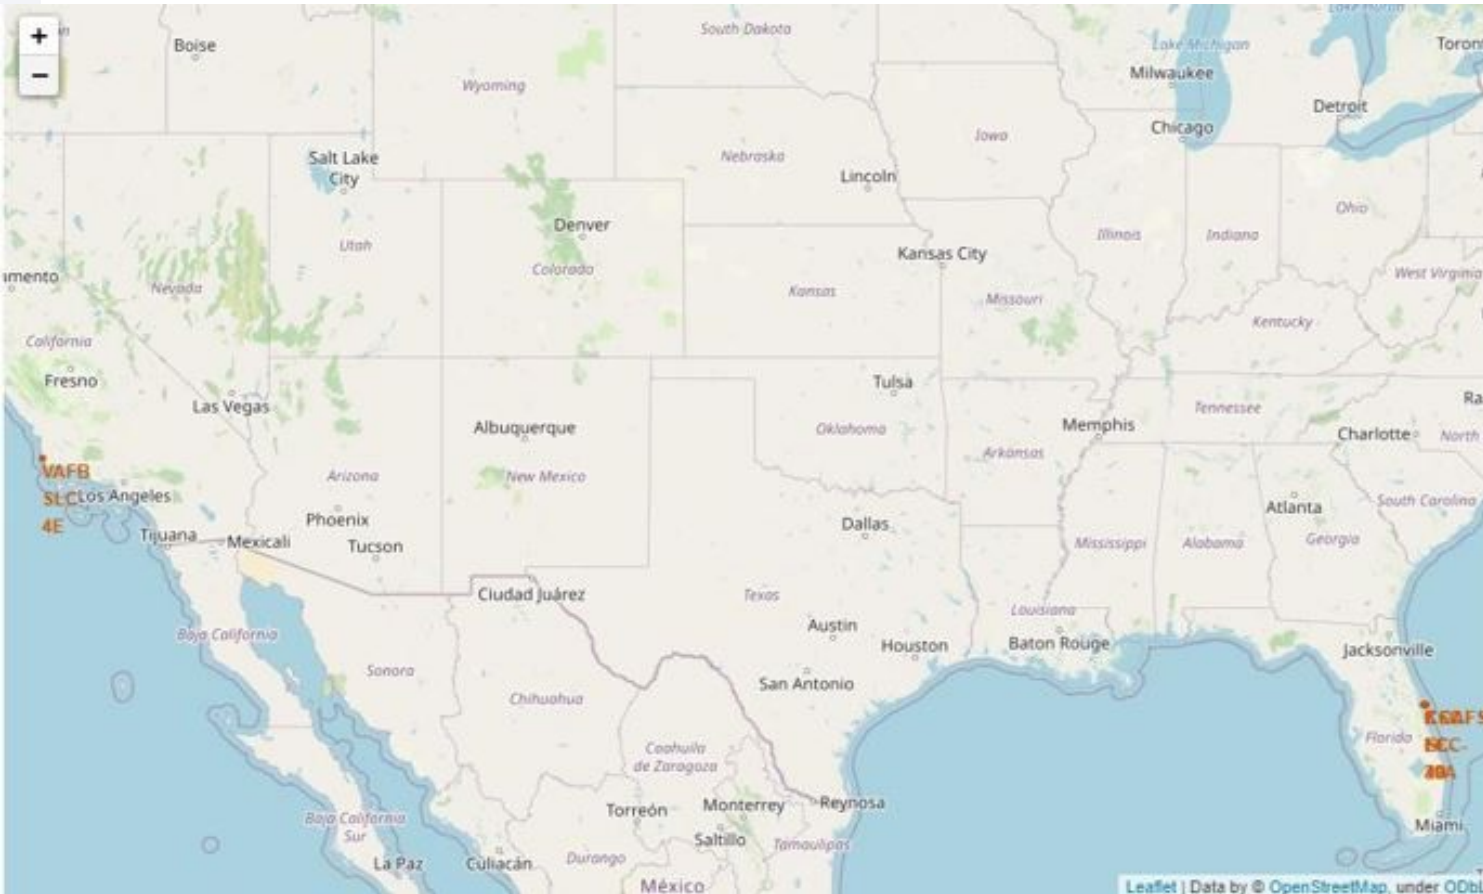 +
−
Boise
South Dakota
Lake Huron
Lake Michigan
Toron
Wyoming
Milwaukee
Detroit
Chicago
Iowa
Nebraska
Salt Lake
City
Lincoln
Denver
Ohio
Utah
Illinois
Indiana
Kansas City
Colorado
amento
Nevada
West Virginia
Kansas
Missouri
Kentucky
California
Fresno
Tulsa
Las Vegas
Tennessee
Ra
Albuquerque
Oklahoma
Memphis
Charlotte
North
Arkansas
VAFB
SLC
4E
Los Angeles
Arizona
New Mexico
South Carolina
Atlanta
Phoenix
Dallas
Tijuana
Mexicali
Tucson
Mississippi
Alabama
Georgia
Ciudad Juárez
Texas
Louisiana
Austin
Baja California
Houston
Baton Rouge
Jacksonville
Sonora
San Antonio
Chihuahua
Florida
Coahuila
de Zaragoza
Torreón
Monterrey
Reynosa
Baja California
Sur
Miami
Saltillo
Tamaulipas
La Paz
Culiacán
Durango
México
Leaflet | Data by © OpenStreetMap, under ODbL